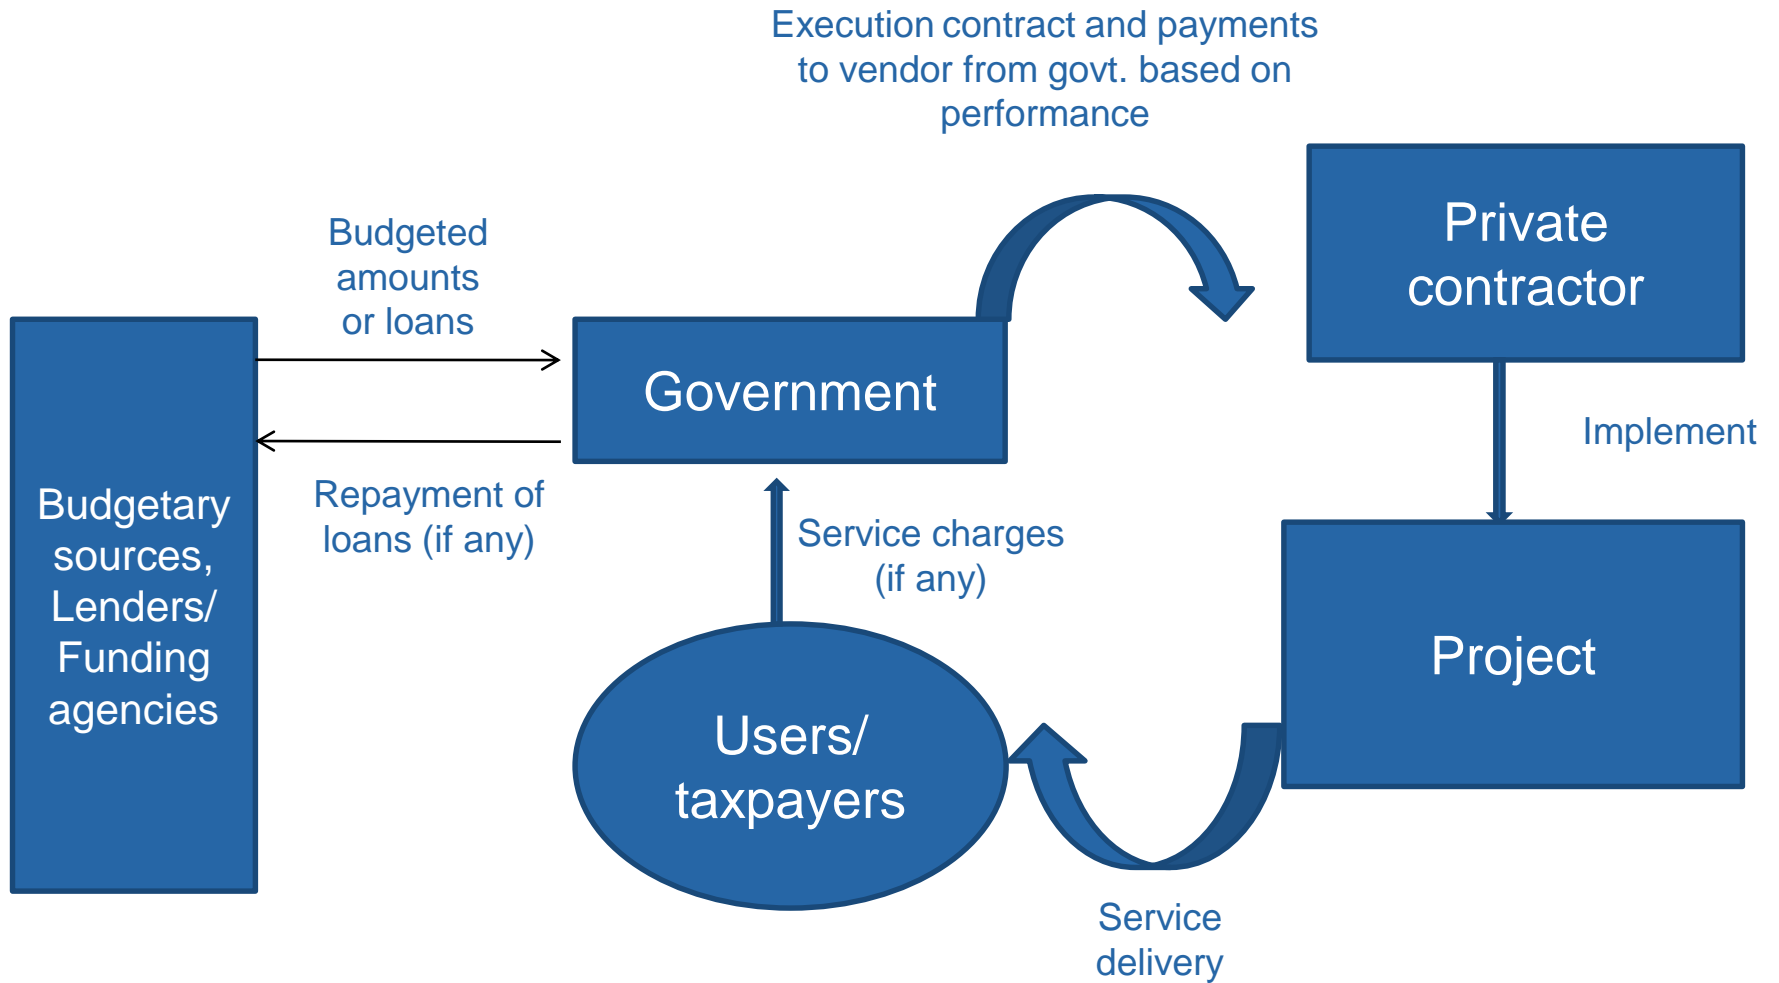 Execution contract and payments
to vendor from govt. based on
performance
Private
contractor
Budgeted
amounts
or loans
Government
Implement
Budgetary
sources,
Lenders/
Funding
agencies
Repayment of
loans (if any)
Service charges
(if any)
Project
Users/
taxpayers
Service
delivery